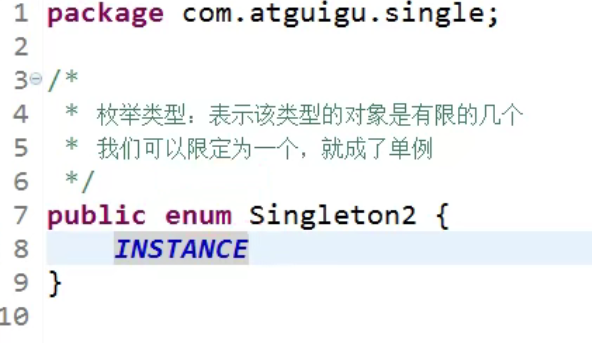 1 package com.atguigu.single;
2
3 /*
4  * 枚举类型：表示该类型的对象是有限的几个
5  * 我们可以限定为一个，就成了单例
6  */
7 public enum Singleton2 {
8     INSTANCE
9 }
10